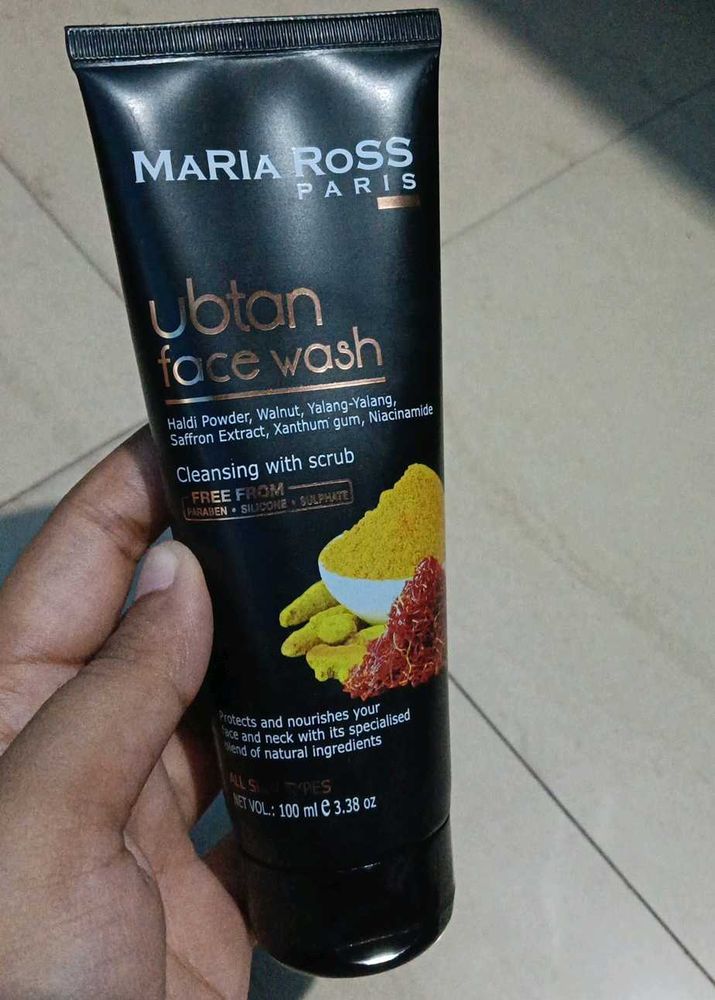 MARIA RoSS
PARIS
ubtan
face wash
Haldi Powder, Walnut, Yalang-Yalang,
Saffron Extract, Xanthum gum, Niacinamide
Cleansing with scrub
FREE FROM
PARABEN • SILICONE • SULPHATE
Protects and nourishes your
face and neck with its specialised
blend of natural ingredients
ALL SKIN TYPES
NET VOL.: 100 ml e 3.38 oz